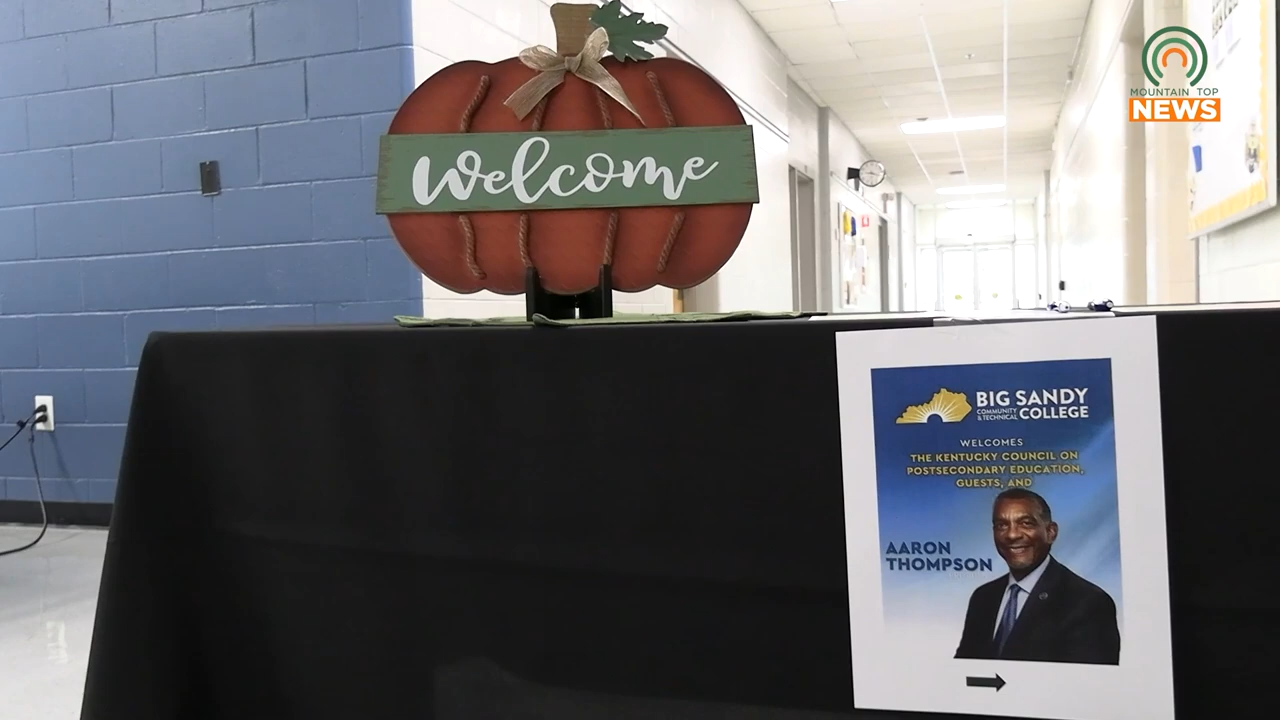 MOUNTAIN TOP
NEWS
Welcome
BIG SANDY
COMMUNITY
& TECHNICAL
COLLEGE
WELCOMES
THE KENTUCKY COUNCIL ON
POSTSECONDARY EDUCATION,
GUESTS, AND
AARON
THOMPSON